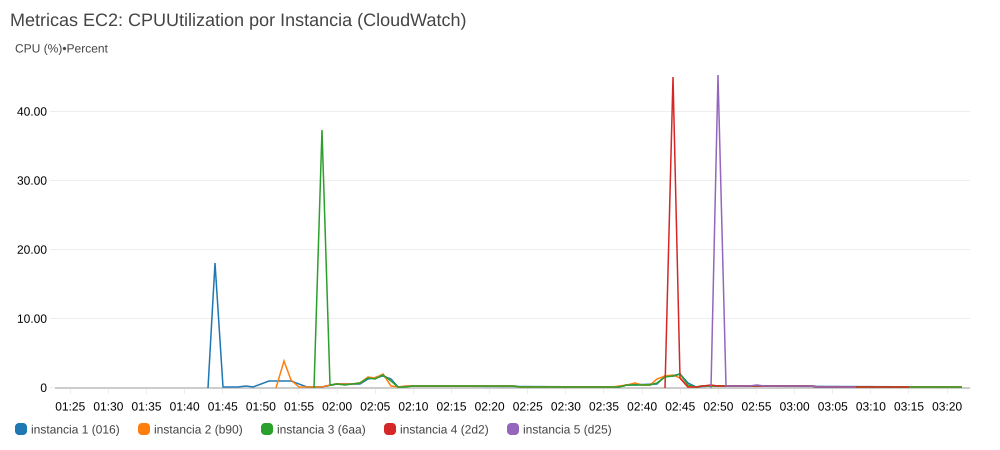 Metricas EC2: CPUUtilization por Instancia (CloudWatch)
CPU (%)•Percent
40.00
30.00
20.00
10.00
0
01:25 01:30 01:35 01:40 01:45 01:50 01:55 02:00 02:05 02:10 02:15 02:20 02:25 02:30 02:35 02:40 02:45 02:50 02:55 03:00 03:05 03:10 03:15 03:20
instancia 1 (016) instancia 2 (b90) instancia 3 (6aa) instancia 4 (2d2) instancia 5 (d25)